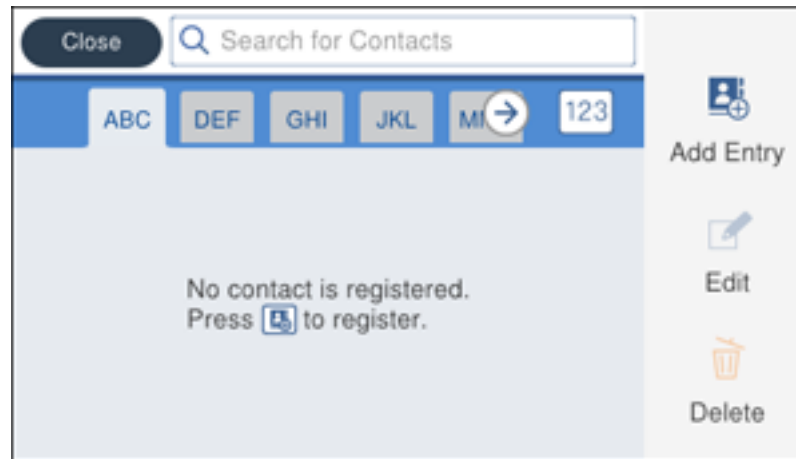 Close
Search for Contacts
ABC
DEF
GHI
JKL
123
No contact is registered.
Press to register.
Add Entry
Edit
Delete